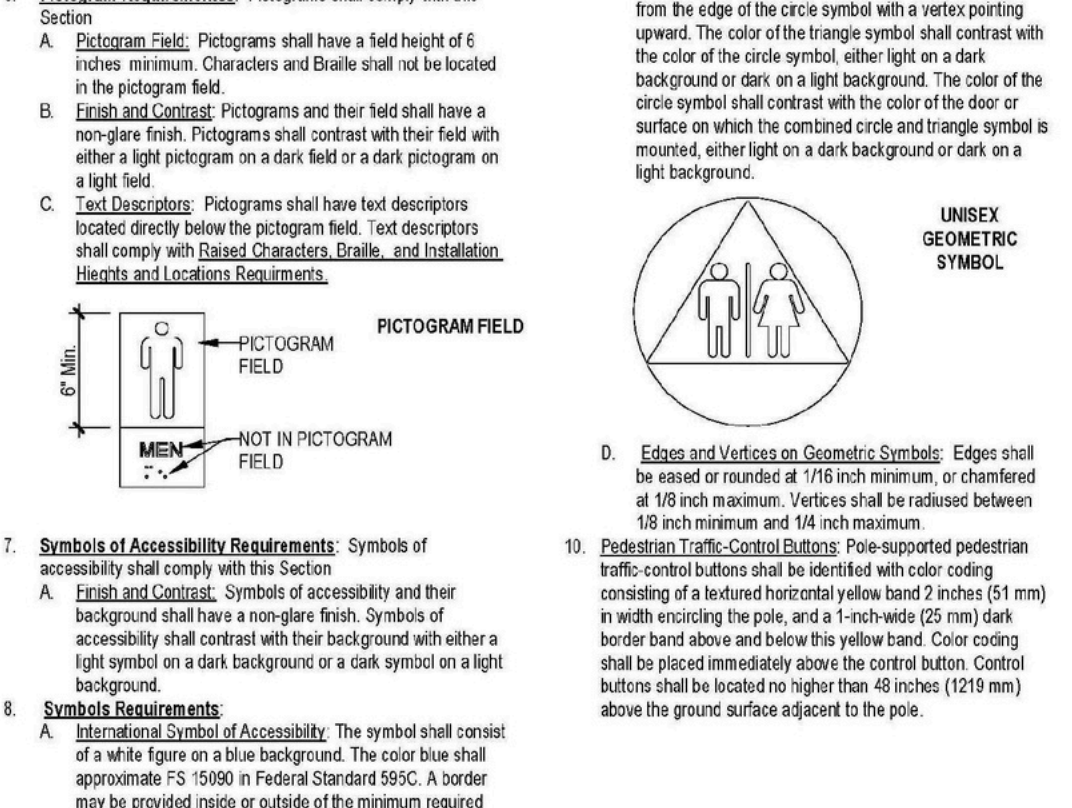 Section
A. Pictogram Field: Pictograms shall have a field height of 6
inches minimum. Characters and Braille shall not be located
in the pictogram field.
B. Finish and Contrast: Pictograms and their field shall have a
non-glare finish. Pictograms shall contrast with their field with
either a light pictogram on a dark field or a dark pictogram on
a light field.
C. Text Descriptors: Pictograms shall have text descriptors
located directly below the pictogram field. Text descriptors
shall comply with Raised Characters, Braille, and Installation
Hieghts and Locations Requirments.
PICTOGRAM FIELD
6" Min.
PICTOGRAM
FIELD
MEN
NOT IN PICTOGRAM
FIELD
7. Symbols of Accessibility Requirements: Symbols of
accessibility shall comply with this Section
A. Finish and Contrast: Symbols of accessibility and their
background shall have a non-glare finish. Symbols of
accessibility shall contrast with their background with either a
light symbol on a dark background or a dark symbol on a light
background.
8. Symbols Requirements:
A. International Symbol of Accessibility: The symbol shall consist
of a white figure on a blue background. The color blue shall
approximate FS 15090 in Federal Standard 595C. A border
may be provided inside or outside of the minimum required
from the edge of the circle symbol with a vertex pointing
upward. The color of the triangle symbol shall contrast with
the color of the circle symbol, either light on a dark
background or dark on a light background. The color of the
circle symbol shall contrast with the color of the door or
surface on which the combined circle and triangle symbol is
mounted, either light on a dark background or dark on a
light background.
UNISEX
GEOMETRIC
SYMBOL
D. Edges and Vertices on Geometric Symbols: Edges shall
be eased or rounded at 1/16 inch minimum, or chamfered
at 1/8 inch maximum. Vertices shall be radiused between
1/8 inch minimum and 1/4 inch maximum.
10. Pedestrian Traffic-Control Buttons: Pole-supported pedestrian
traffic-control buttons shall be identified with color coding
consisting of a textured horizontal yellow band 2 inches (51 mm)
in width encircling the pole, and a 1-inch-wide (25 mm) dark
border band above and below this yellow band. Color coding
shall be placed immediately above the control button. Control
buttons shall be located no higher than 48 inches (1219 mm)
above the ground surface adjacent to the pole.